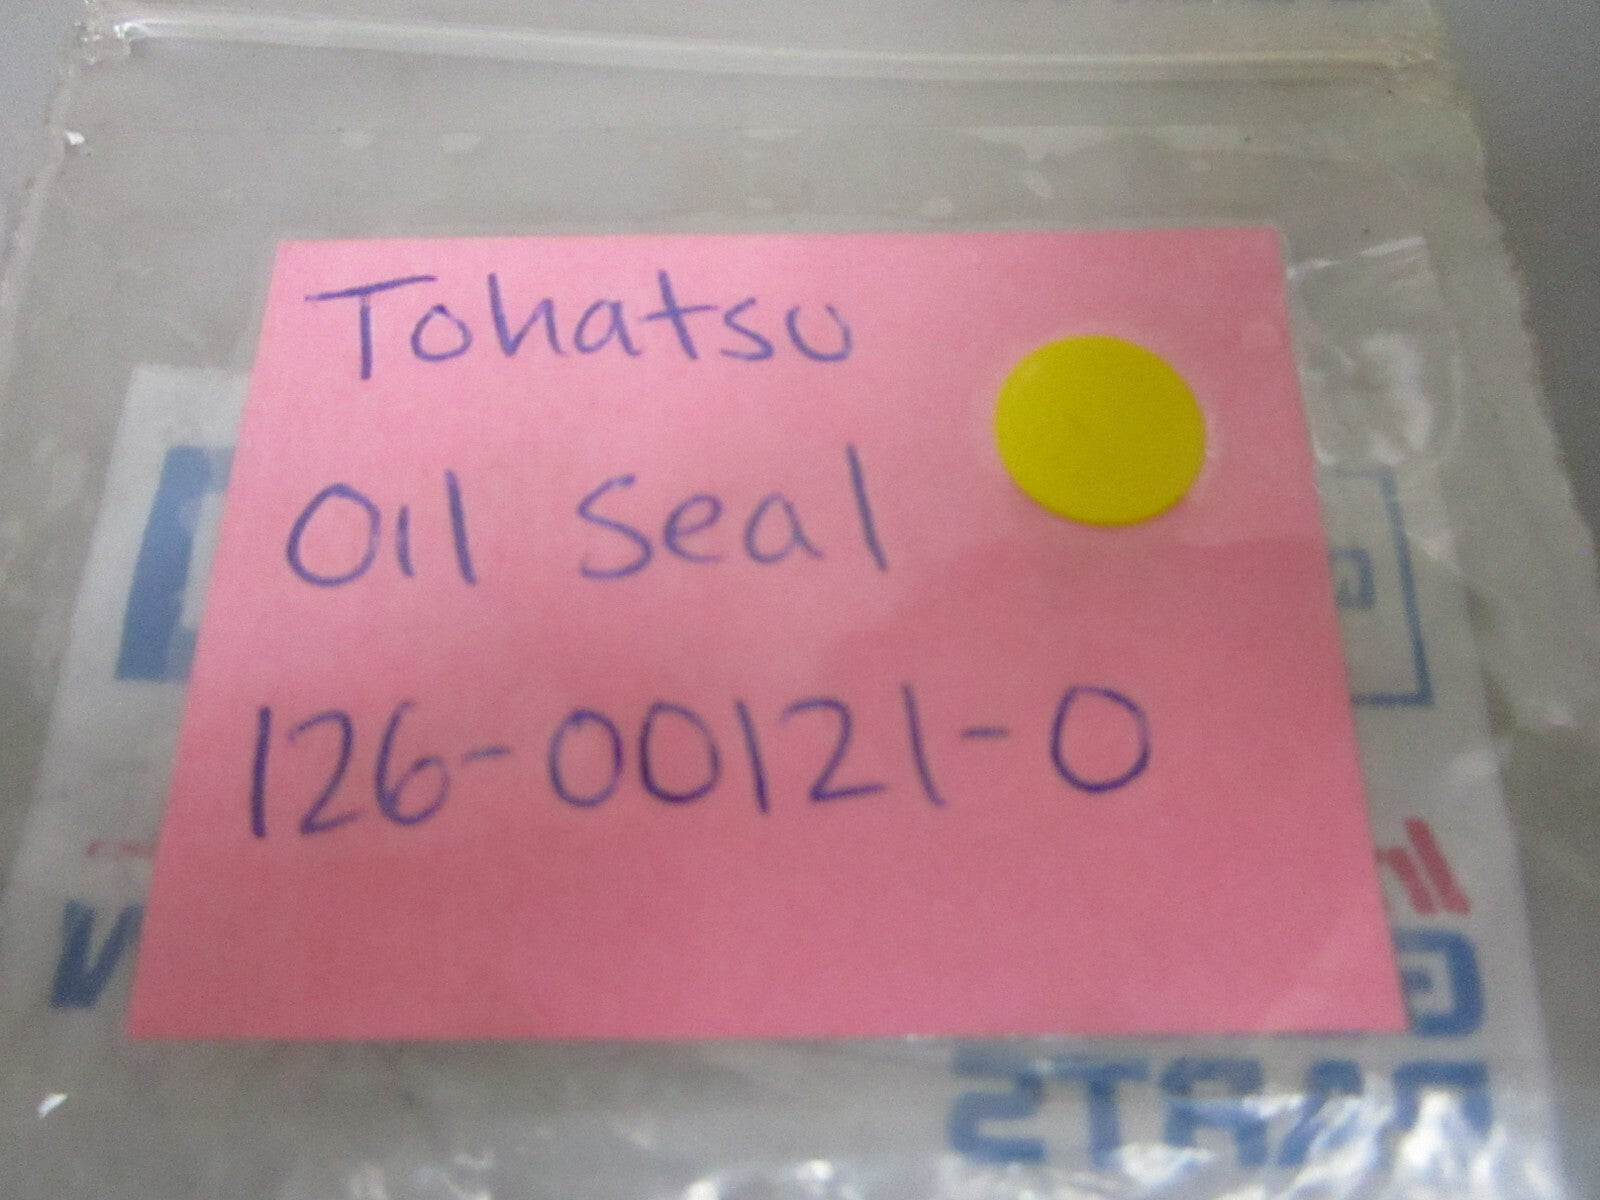 Tohatsu
Oil Seal
126-00121-0
PARTS